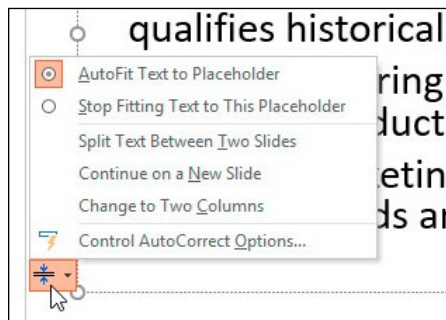 qualifies historical
AutoFit Text to Placeholder
Stop Fitting Text to This Placeholder
Split Text Between Two Slides
Continue on a New Slide
Change to Two Columns
Control AutoCorrect Options...